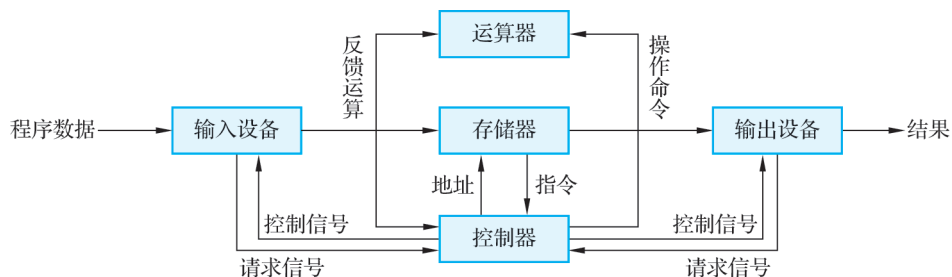 运算器
反馈运算
操作命令
程序数据
输入设备
存储器
输出设备
结果
地址
指令
控制信号
控制器
控制信号
请求信号
请求信号